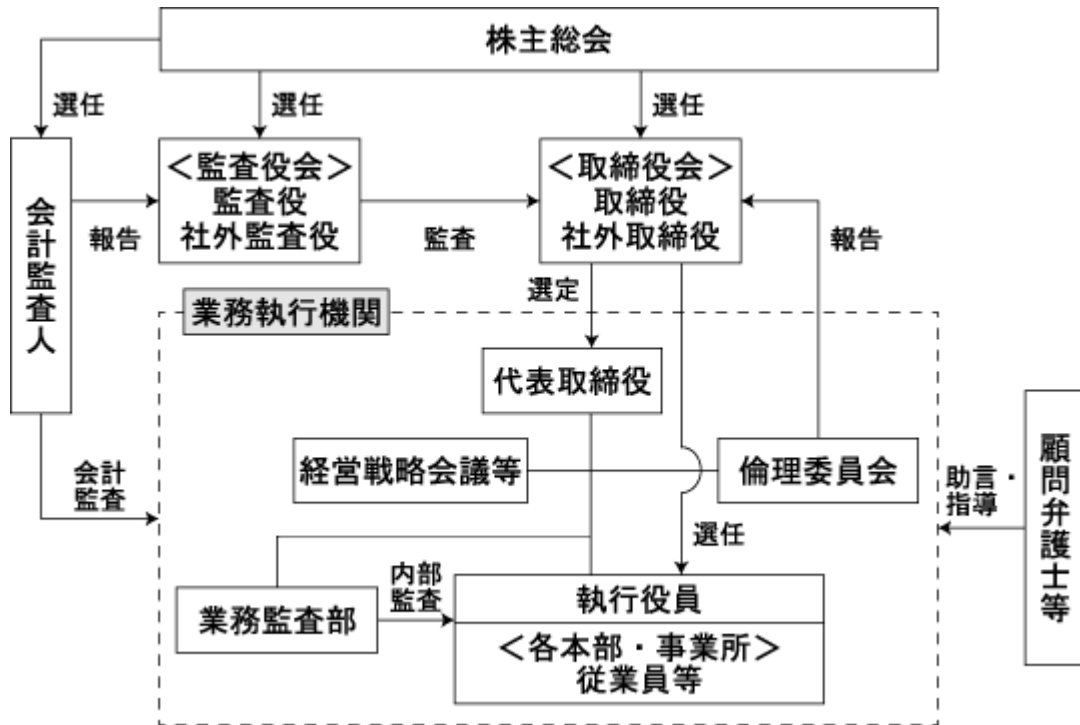 株主総会
選任
選任
選任
会計監査人
＜監査役会＞
監査役
社外監査役
＜取締役会＞
取締役
社外取締役
報告
監査
報告
選定
業務執行機関
代表取締役
経営戦略会議等
倫理委員会
会計
監査
助言・
指導
顧問弁護士等
選任
内部
監査
業務監査部
執行役員
＜各本部・事業所＞
従業員等